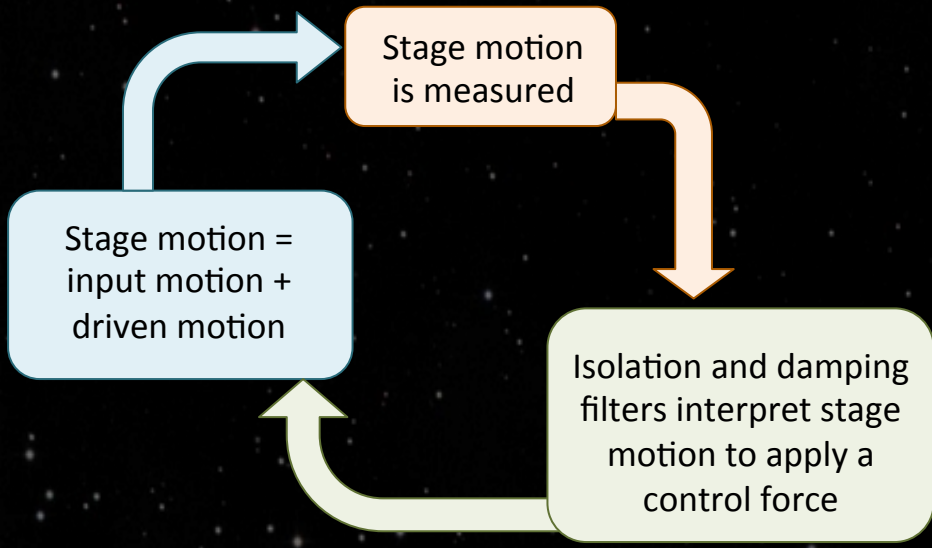 Stage motion
is measured
Stage motion =
input motion +
driven motion
Isolation and damping
filters interpret stage
motion to apply a
control force